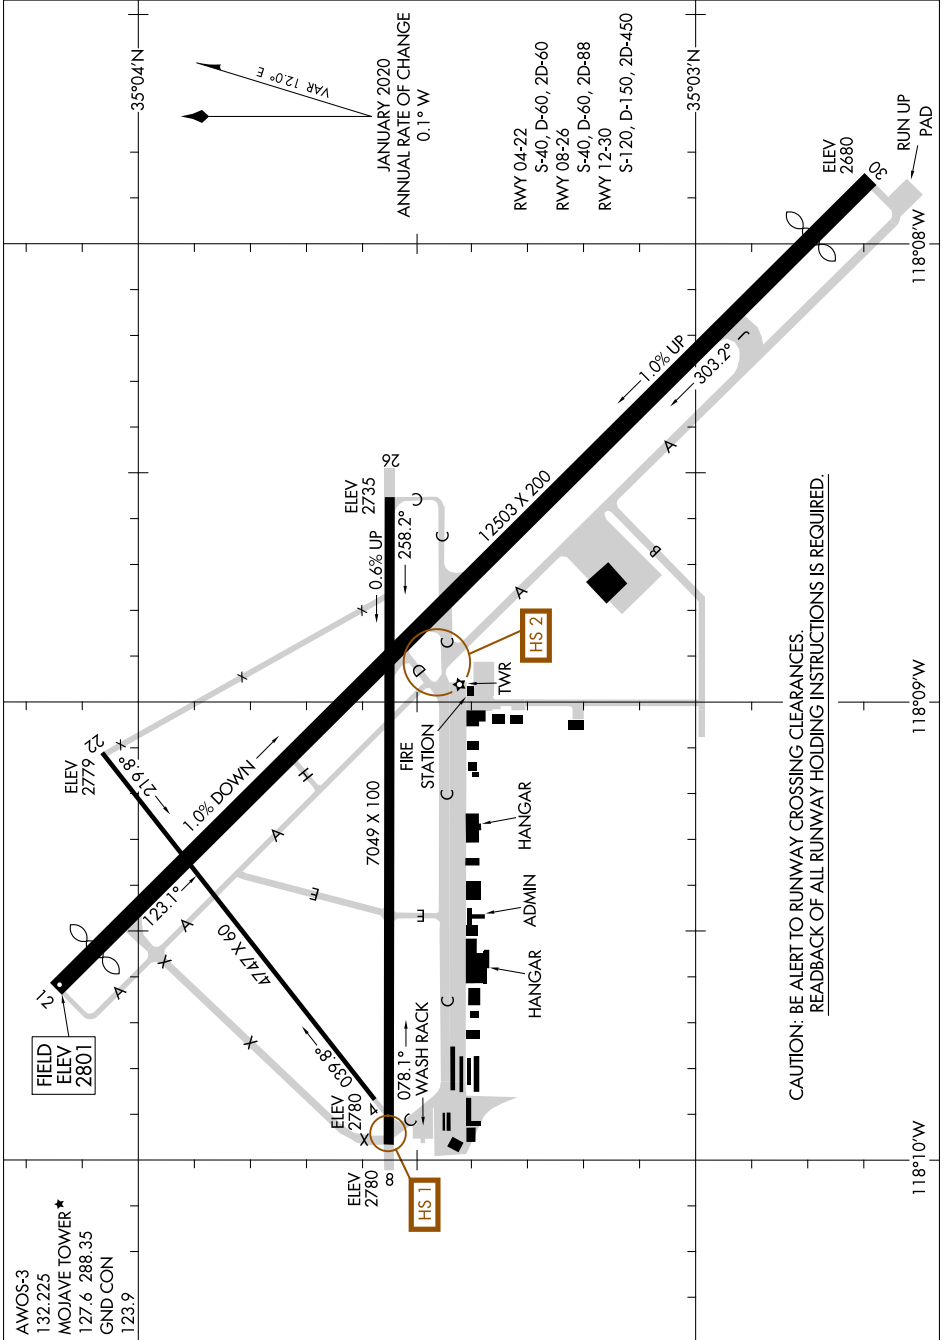 AWOS-3
132.225
MOJAVE TOWER★
127.6 288.35
GND CON
123.9
35°04'N
VAR 12.0° E
JANUARY 2020
ANNUAL RATE OF CHANGE
0.1° W
35°03'N
RWY 04-22
S-40, D-60, 2D-60
RWY 08-26
S-40, D-60, 2D-88
RWY 12-30
S-120, D-150, 2D-450
FIELD
ELEV
2801
12
A
X
A
123.1°
1.0% DOWN
A
H
ELEV
2779
22
219.8°
X
X
X
4747 X 60
X
039.8°
ELEV
2780
4
X
ELEV
2780
8
HS 1
078.1°
C
WASH RACK
E
E
7049 X 100
0.6% UP
258.2°
ELEV
2735
26
C
C
D
C
HS 2
TWR
FIRE
STATION
C
C
HANGAR
ADMIN
HANGAR
12503 X 200
A
B
A
1.0% UP
303.2°
J
ELEV
2680
30
RUN UP
PAD
118°10'W
118°09'W
118°08'W
CAUTION: BE ALERT TO RUNWAY CROSSING CLEARANCES.
READBACK OF ALL RUNWAY HOLDING INSTRUCTIONS IS REQUIRED.